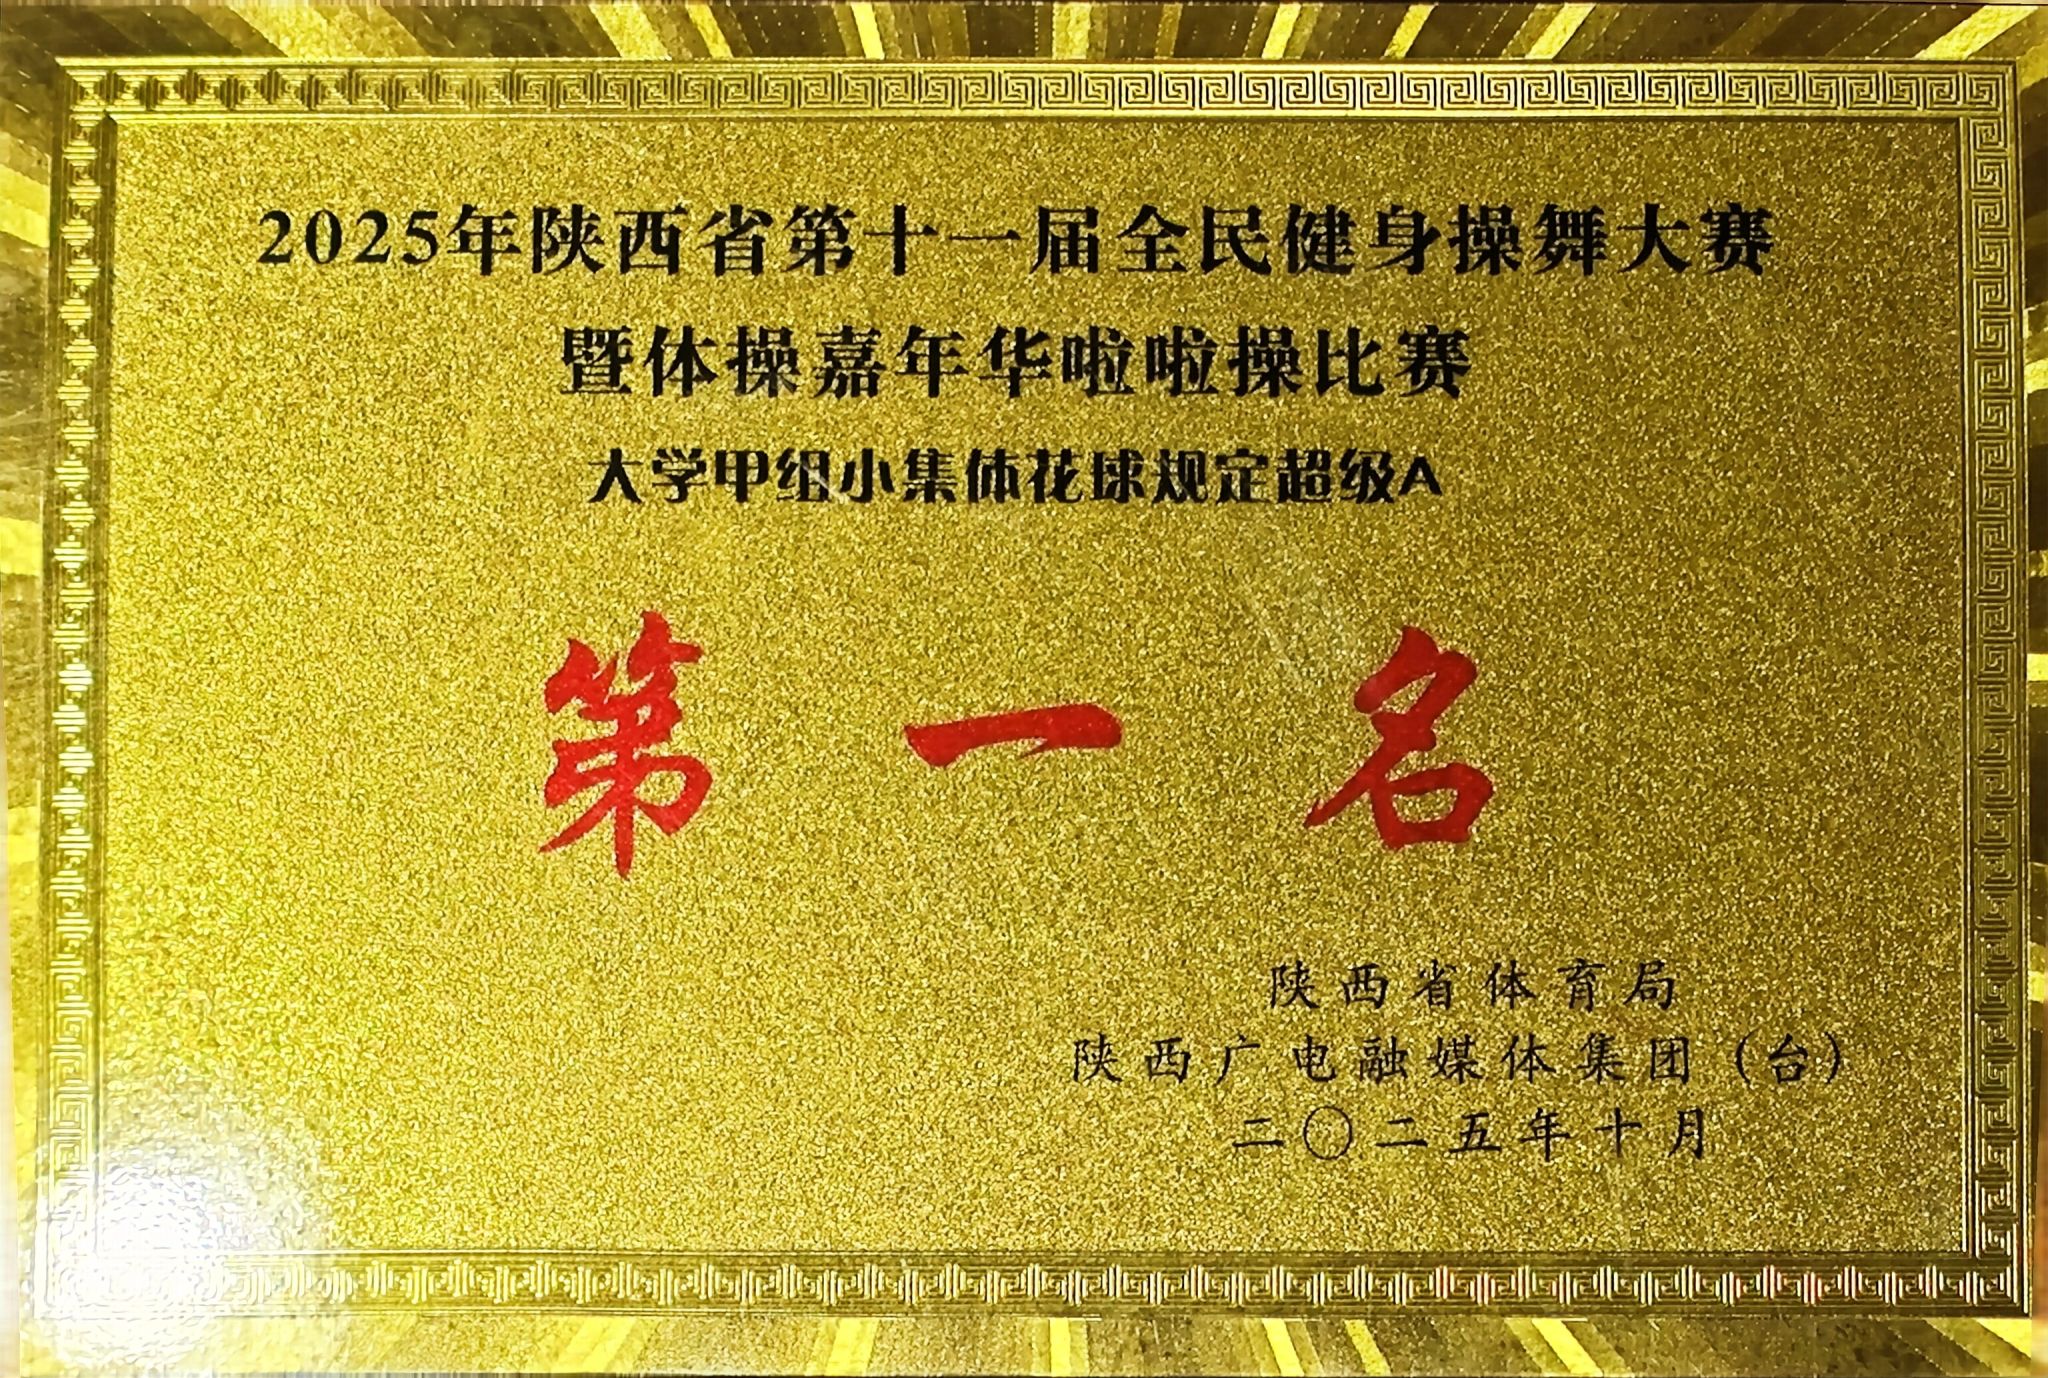 2025年陕西省第十一届全民健身操舞大赛
暨体操嘉年华啦啦操比赛
大学甲组小集体花球规定超级A
第一名
陕西省体育局
陕西广电融媒体集团（台）
二〇二五年十月